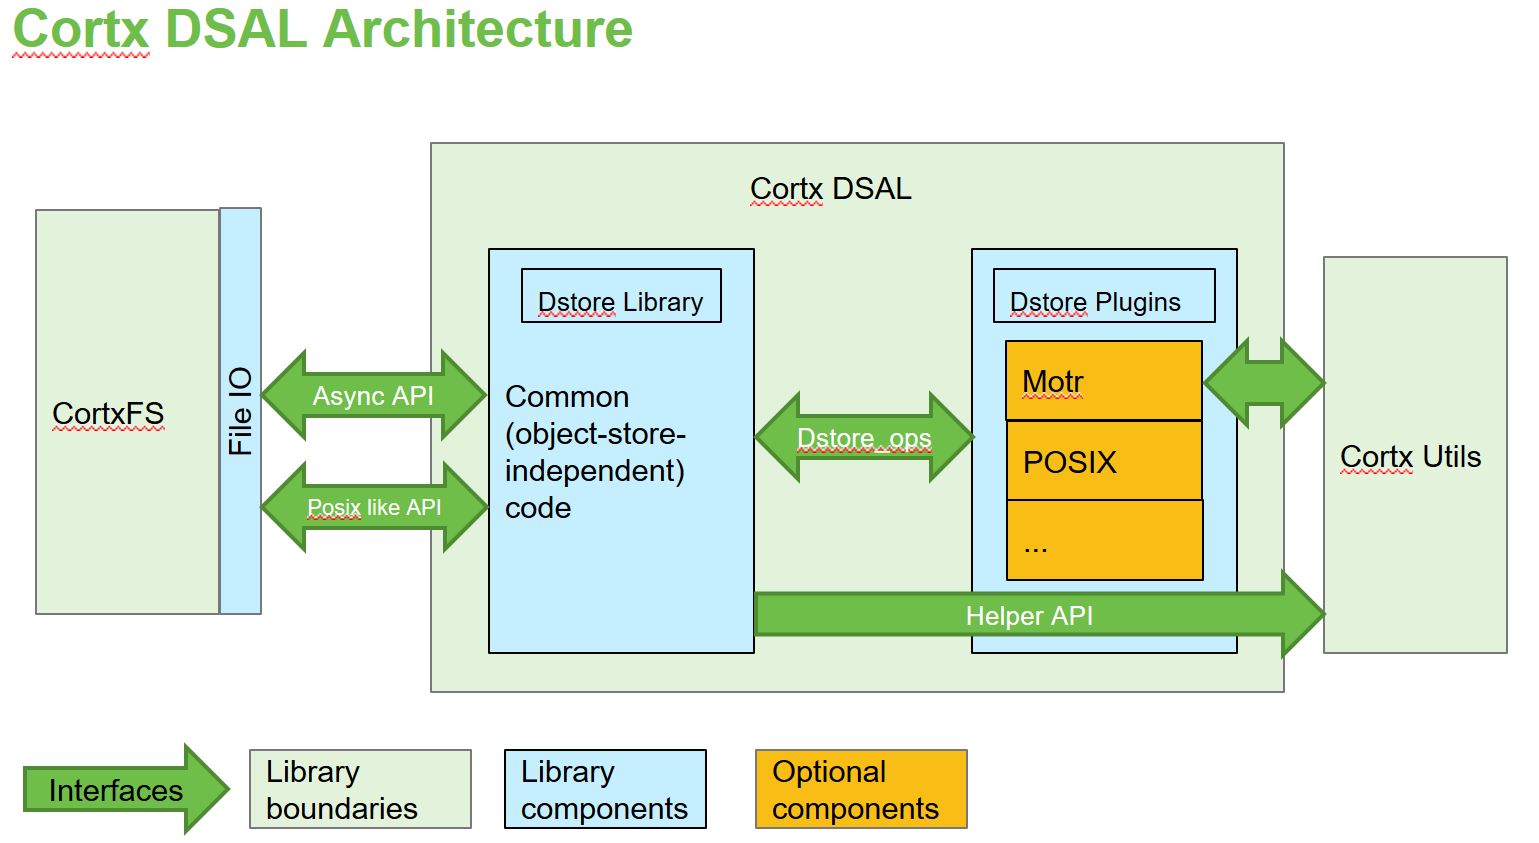 Cortx DSAL Architecture
Cortx DSAL
CortxFS
File IO
Async API
Posix like API
Dstore Library
Common
(object-store-
independent)
code
Dstore_ops
Dstore Plugins
Motr
POSIX
...
Helper API
Cortx Utils
Interfaces
Library
boundaries
Library
components
Optional
components